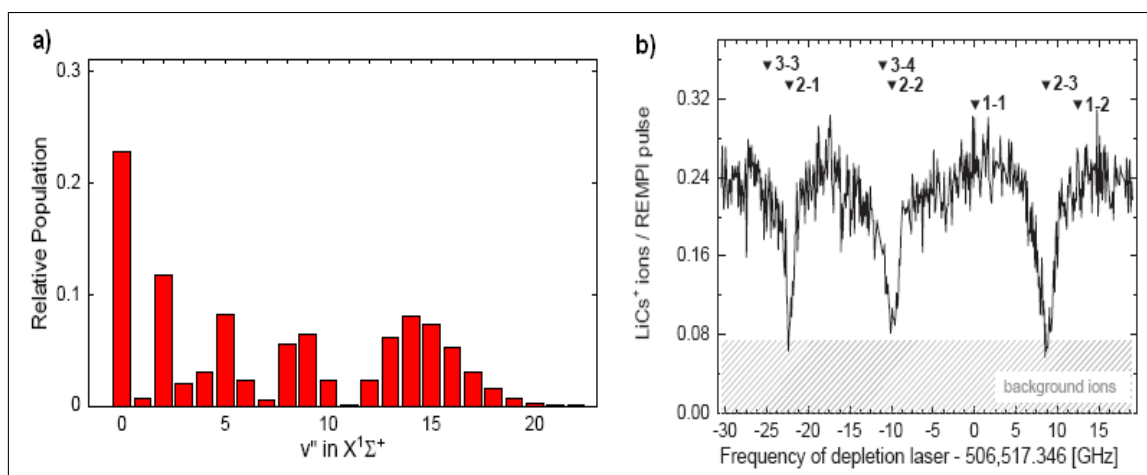 a)
0.3
0.2
0.1
0
Relative Population
0
5
10
15
20
v" in X¹Σ⁺
b)
▼3-3
▼2-1
▼3-4
▼2-2
▼1-1
▼2-3
▼1-2
0.32
0.24
0.16
0.08
0.00
LiCs⁺ ions / REMPI pulse
background ions
-30 -25 -20 -15 -10 -5 0 5 10 15
Frequency of depletion laser - 506,517.346 [GHz]